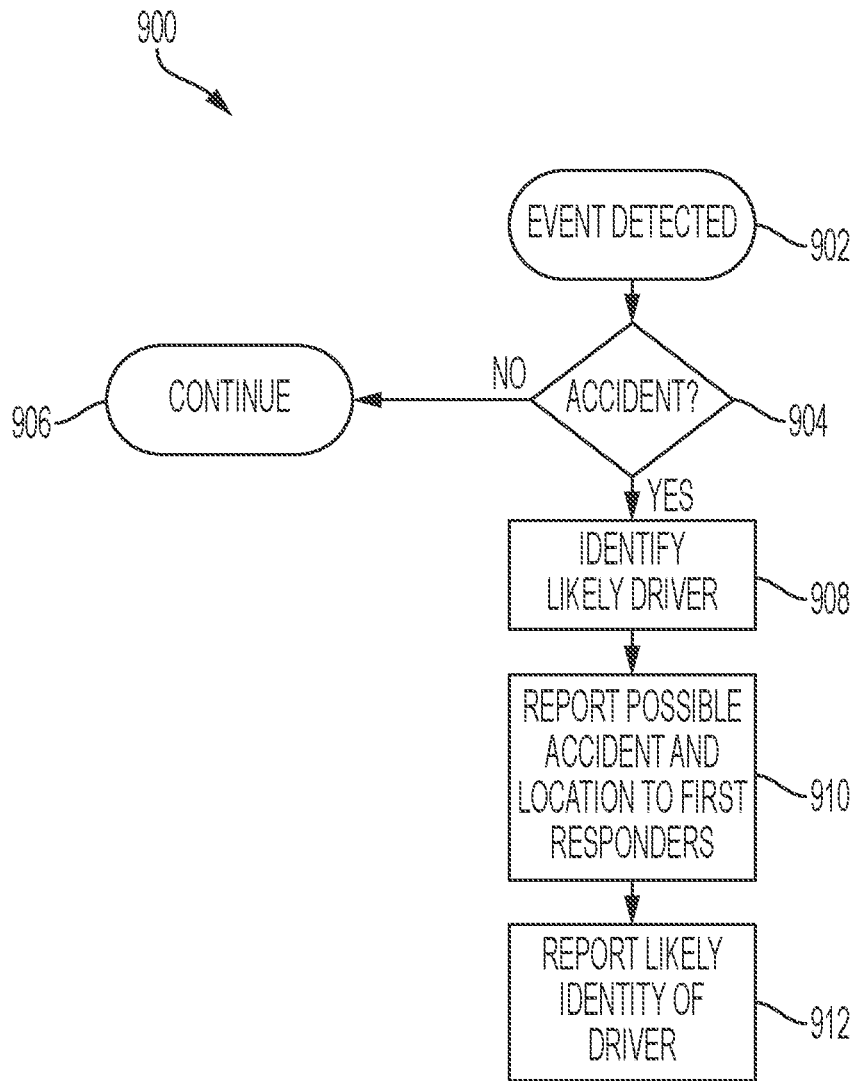 900
EVENT DETECTED
902
NO
ACCIDENT?
904
CONTINUE
906
YES
IDENTIFY
LIKELY DRIVER
908
REPORT POSSIBLE
ACCIDENT AND
LOCATION TO FIRST
RESPONDERS
910
REPORT LIKELY
IDENTITY OF
DRIVER
912